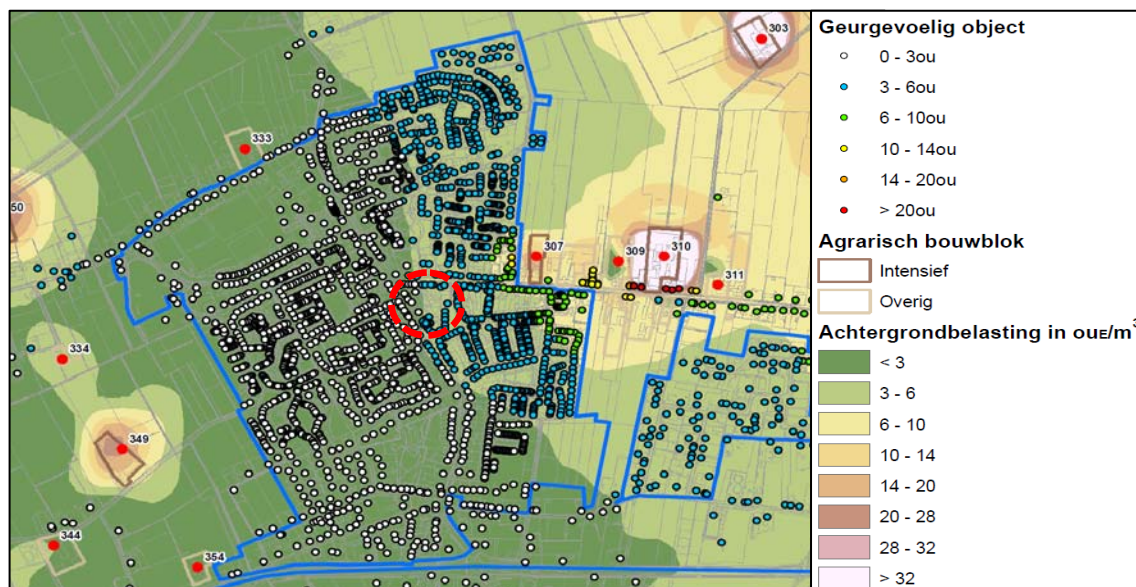 303
333
50
307
309
310
311
334
349
344
354
Geurgevoelig object
0 - 3ou
3 - 6ou
6 - 10ou
10 - 14ou
14 - 20ou
> 20ou
Agrarisch bouwblok
Intensief
Overig
Achtergrondbelasting in ouE/m³
< 3
3 - 6
6 - 10
10 - 14
14 - 20
20 - 28
28 - 32
> 32